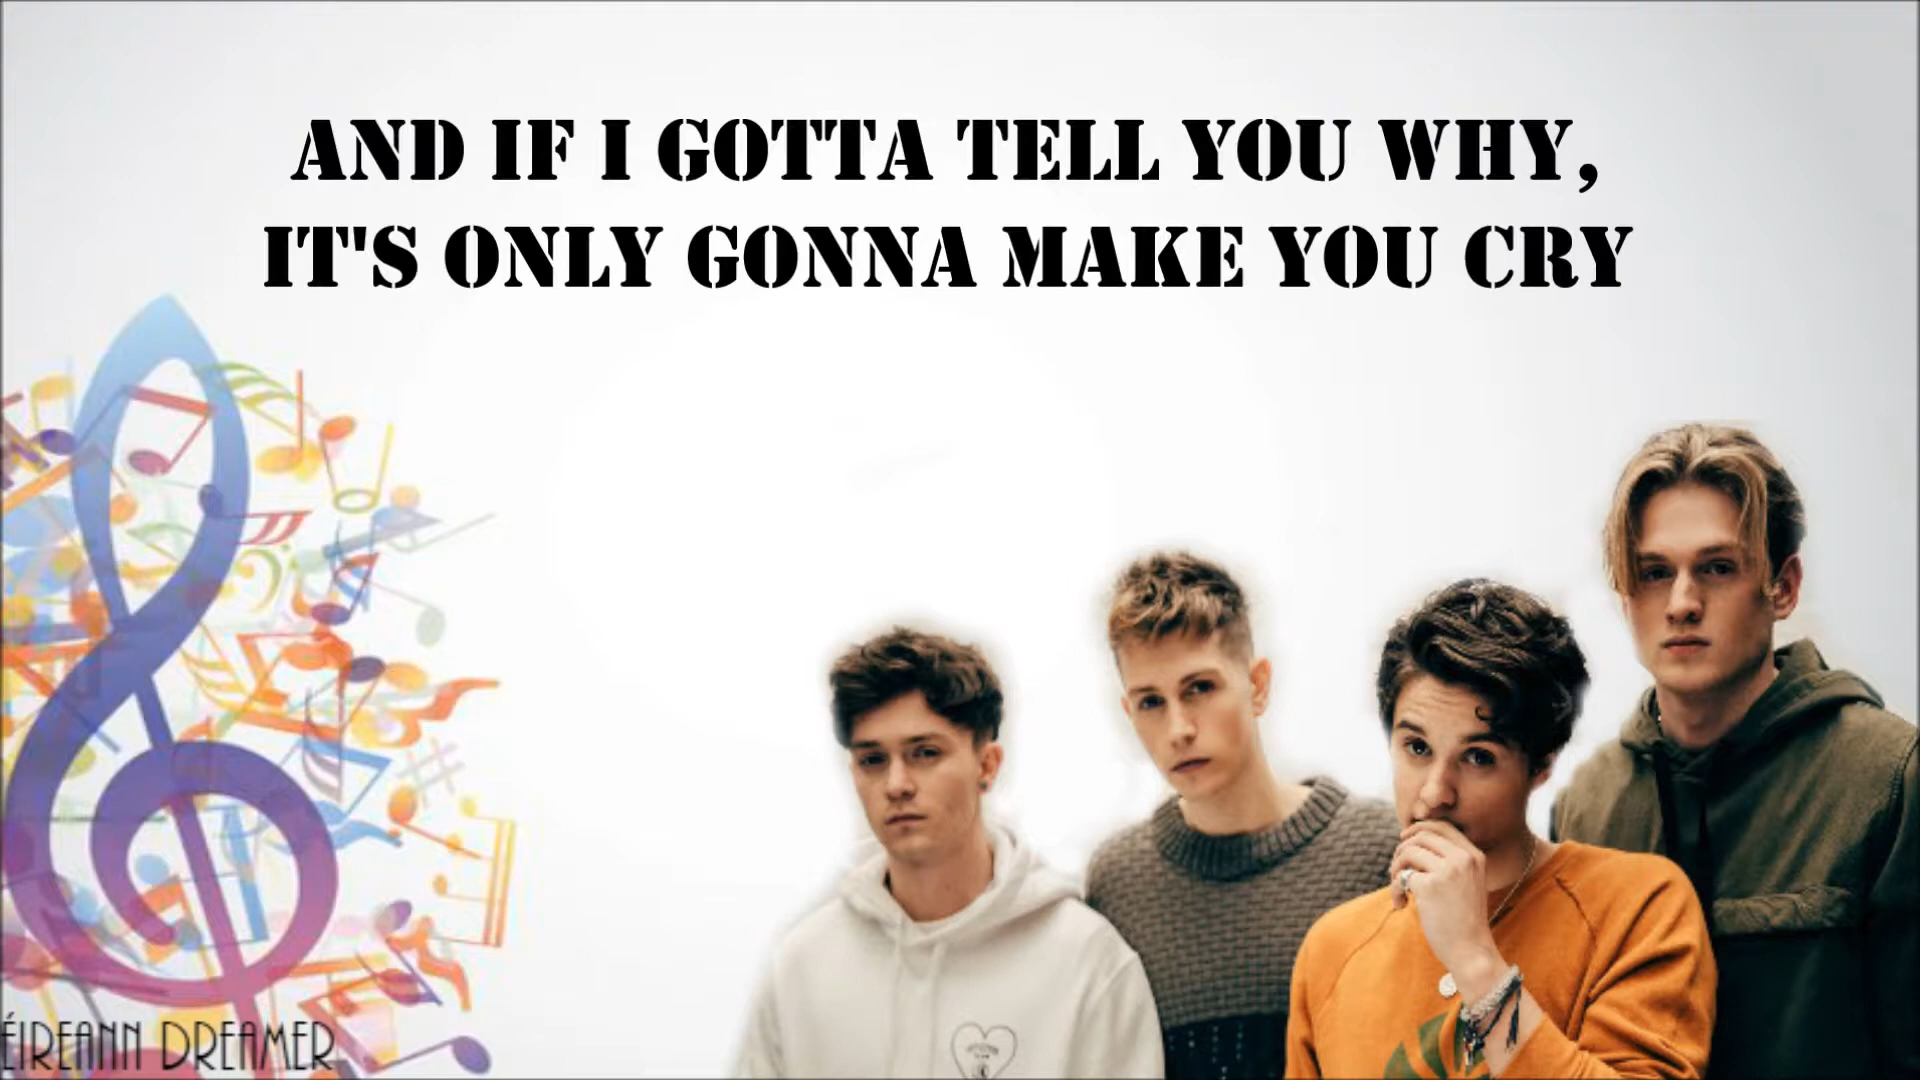 AND IF I GOTTA TELL YOU WHY,
IT'S ONLY GONNA MAKE YOU CRY
ÉIREANN DREAMER